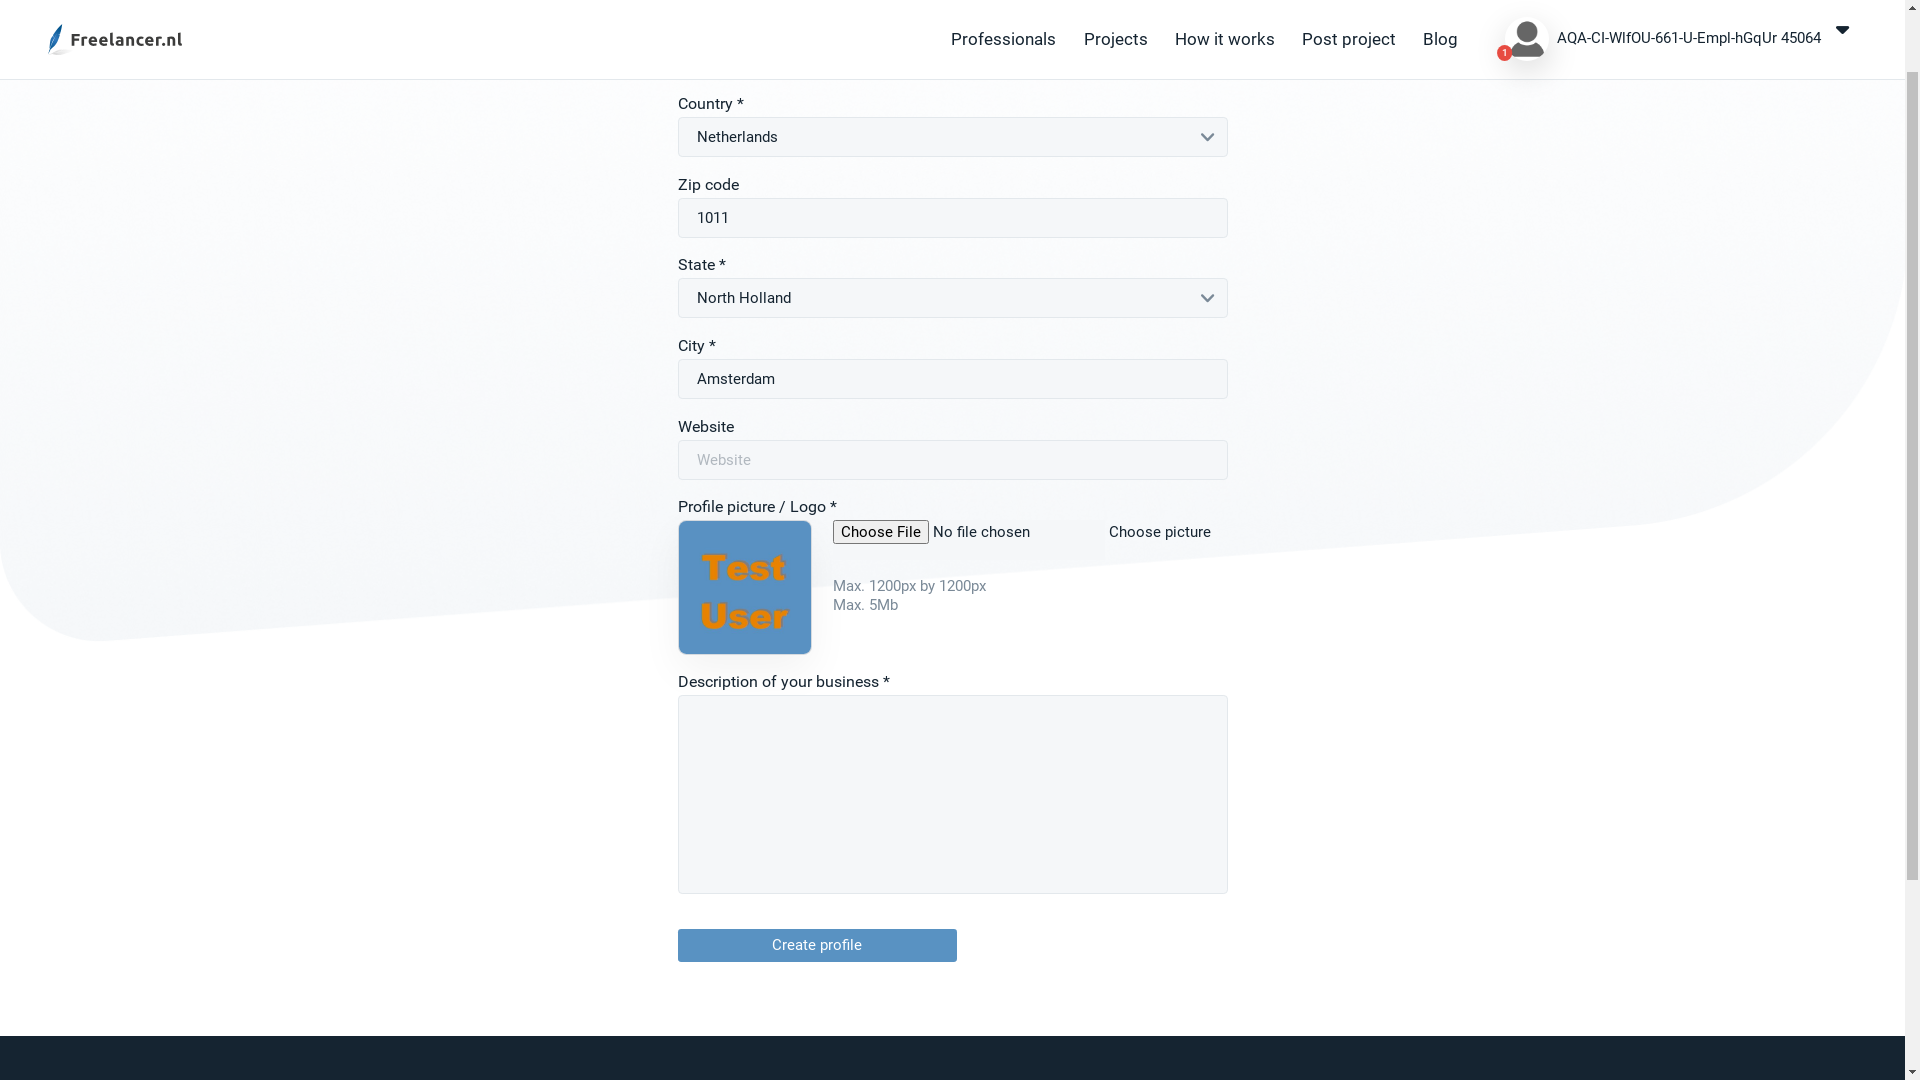 Freelancer.nl
Professionals
Projects
How it works
Post project
Blog
1
AQA-CI-WIfOU-661-U-Empl-hGqUr 45064
Country *
Netherlands
Zip code
1011
State *
North Holland
City *
Amsterdam
Website
Website
Profile picture / Logo *
Test
User
Choose File No file chosen
Choose picture
Max. 1200px by 1200px
Max. 5Mb
Description of your business *
Create profile